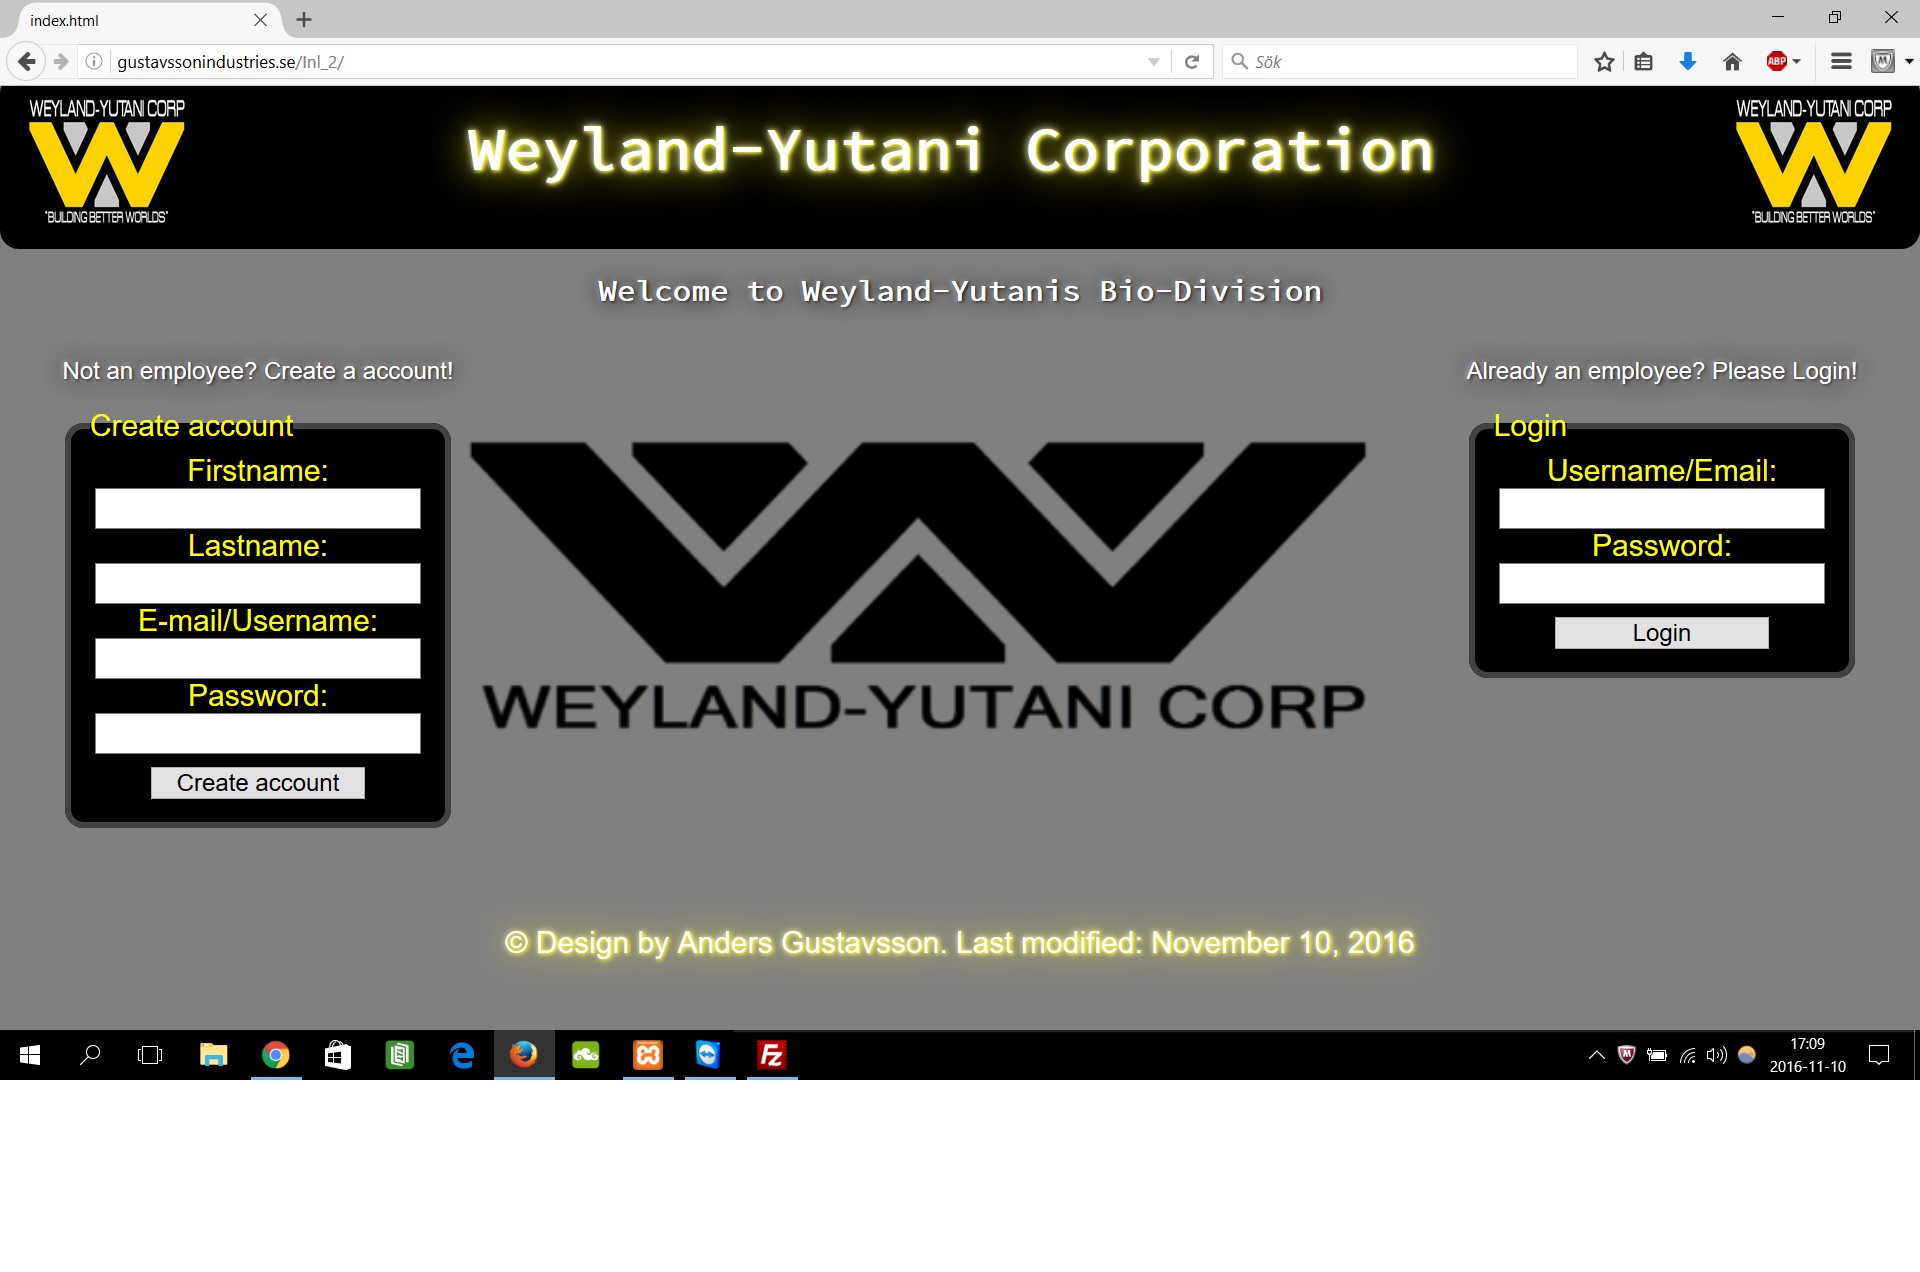 index.html
gustavssonindustries.se/Inl_2/
Sök
ABP
WEYLAND-YUTANI CORP
"BUILDING BETTER WORLDS"
Weyland-Yutani Corporation
WEYLAND-YUTANI CORP
"BUILDING BETTER WORLDS"
Welcome to Weyland-Yutanis Bio-Division
Not an employee? Create a account!
Already an employee? Please Login!
Create account
Firstname:
Lastname:
E-mail/Username:
Password:
Create account
WEYLAND-YUTANI CORP
Login
Username/Email:
Password:
Login
© Design by Anders Gustavsson. Last modified: November 10, 2016
17:09
2016-11-10